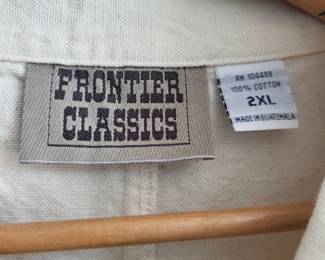 FRONTIER
CLASSICS
RN 104488
100% COTTON
2XL
MADE IN GUATEMALA